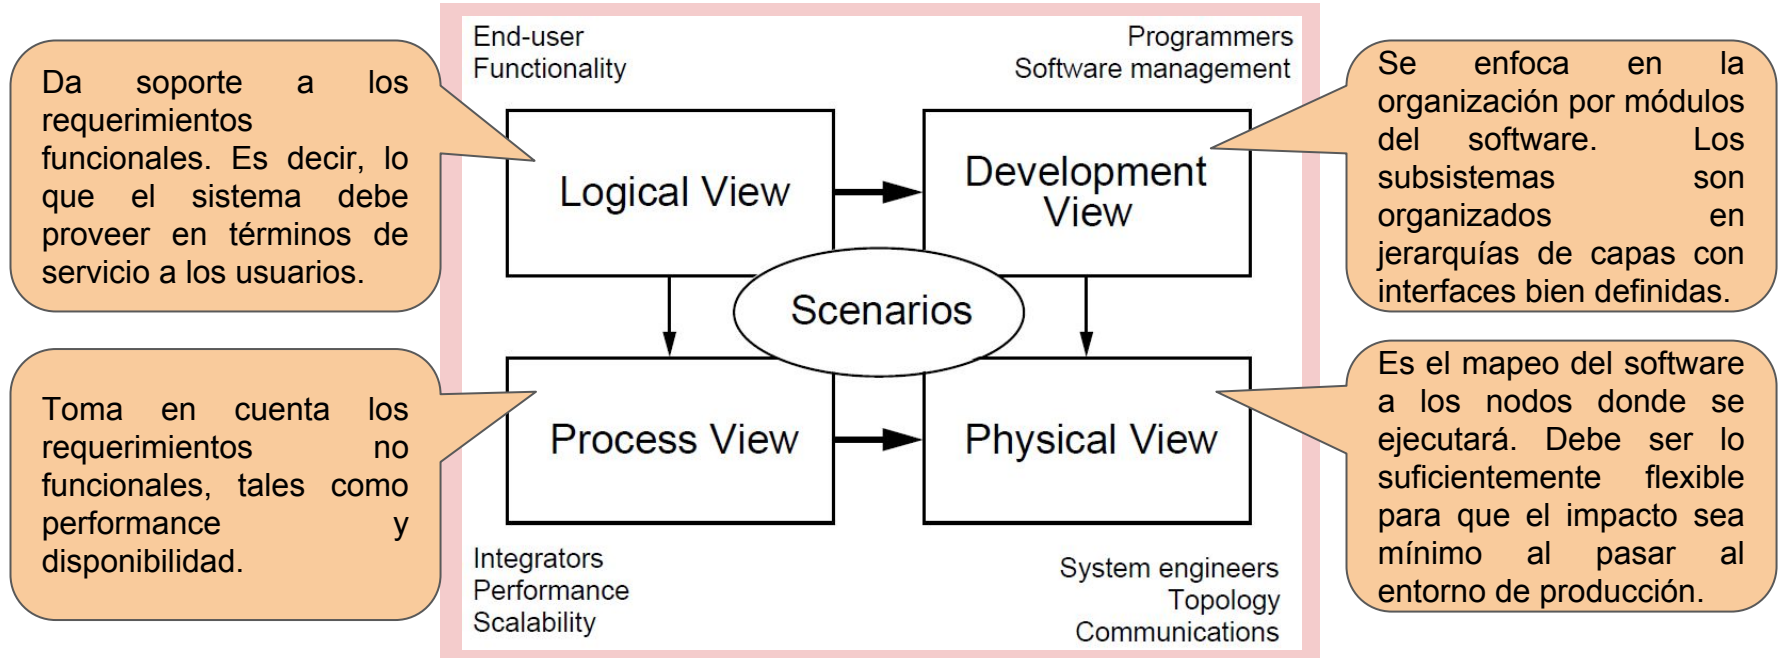 End-user
Functionality
Programmers
Software management
Da soporte a los
requerimientos
funcionales. Es decir, lo
que el sistema debe
proveer en términos de
servicio a los usuarios.
Logical View
Development
View
Se enfoca en la
organización por módulos
del software. Los
subsistemas son
organizados en
jerarquías de capas con
interfaces bien definidas.
Scenarios
Toma en cuenta los
requerimientos no
funcionales, tales como
performance y
disponibilidad.
Process View
Physical View
Es el mapeo del software
a los nodos donde se
ejecutará. Debe ser lo
suficientemente flexible
para que el impacto sea
mínimo al pasar al
entorno de producción.
Integrators
Performance
Scalability
System engineers
Topology
Communications